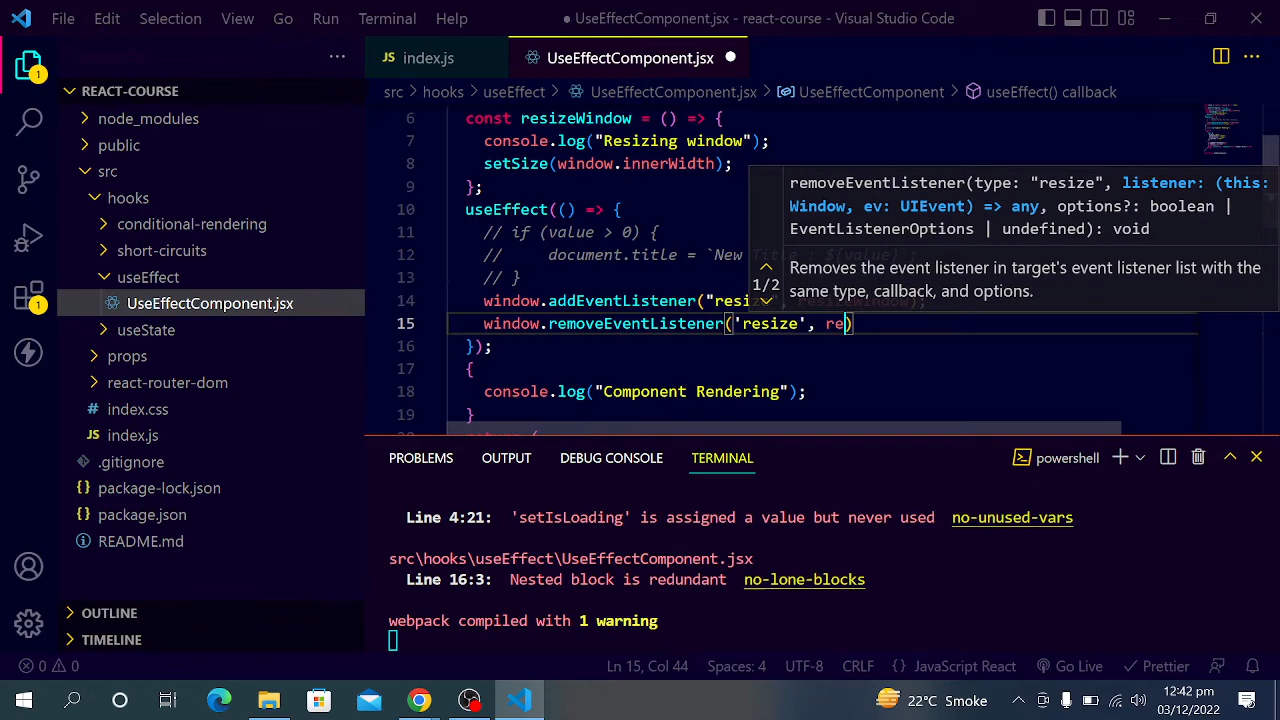 File Edit Selection View Go Run Terminal Help ● UseEffectComponent.jsx - react-course - Visual Studio Code
JS index.js UseEffectComponent.jsx
REACT-COURSE
node_modules
public
src
hooks
conditional-rendering
short-circuits
useEffect
UseEffectComponent.jsx
useState
props
react-router-dom
# index.css
JS index.js
.gitignore
{} package-lock.json
{} package.json
README.md
OUTLINE
TIMELINE
1
1
src > hooks > useEffect > UseEffectComponent.jsx > UseEffectComponent > useEffect() callback
6 const resizeWindow = () => {
7 console.log("Resizing window");
8 setSize(window.innerWidth);
9 };
10 useEffect(() => {
11 // if (value > 0) {
12 // document.title = `New Title : ${value}`;
13 // }
14 window.addEventListener("resize", resizeWindow);
15 window.removeEventListener('resize', re)
16 });
17 {
18 console.log("Component Rendering");
19 }
removeEventListener(type: "resize", listener: (this:
Window, ev: UIEvent) => any, options?: boolean |
EventListenerOptions | undefined): void
1/2
Removes the event listener in target's event listener list with the
same type, callback, and options.
PROBLEMS OUTPUT DEBUG CONSOLE TERMINAL powershell
Line 4:21: 'setIsLoading' is assigned a value but never used no-unused-vars
src\hooks\useEffect\UseEffectComponent.jsx
Line 16:3: Nested block is redundant no-lone-blocks
webpack compiled with 1 warning
0 0 Ln 15, Col 44 Spaces: 4 UTF-8 CRLF {} JavaScript React Go Live Prettier
22°C Smoke 12:42 pm
03/12/2022